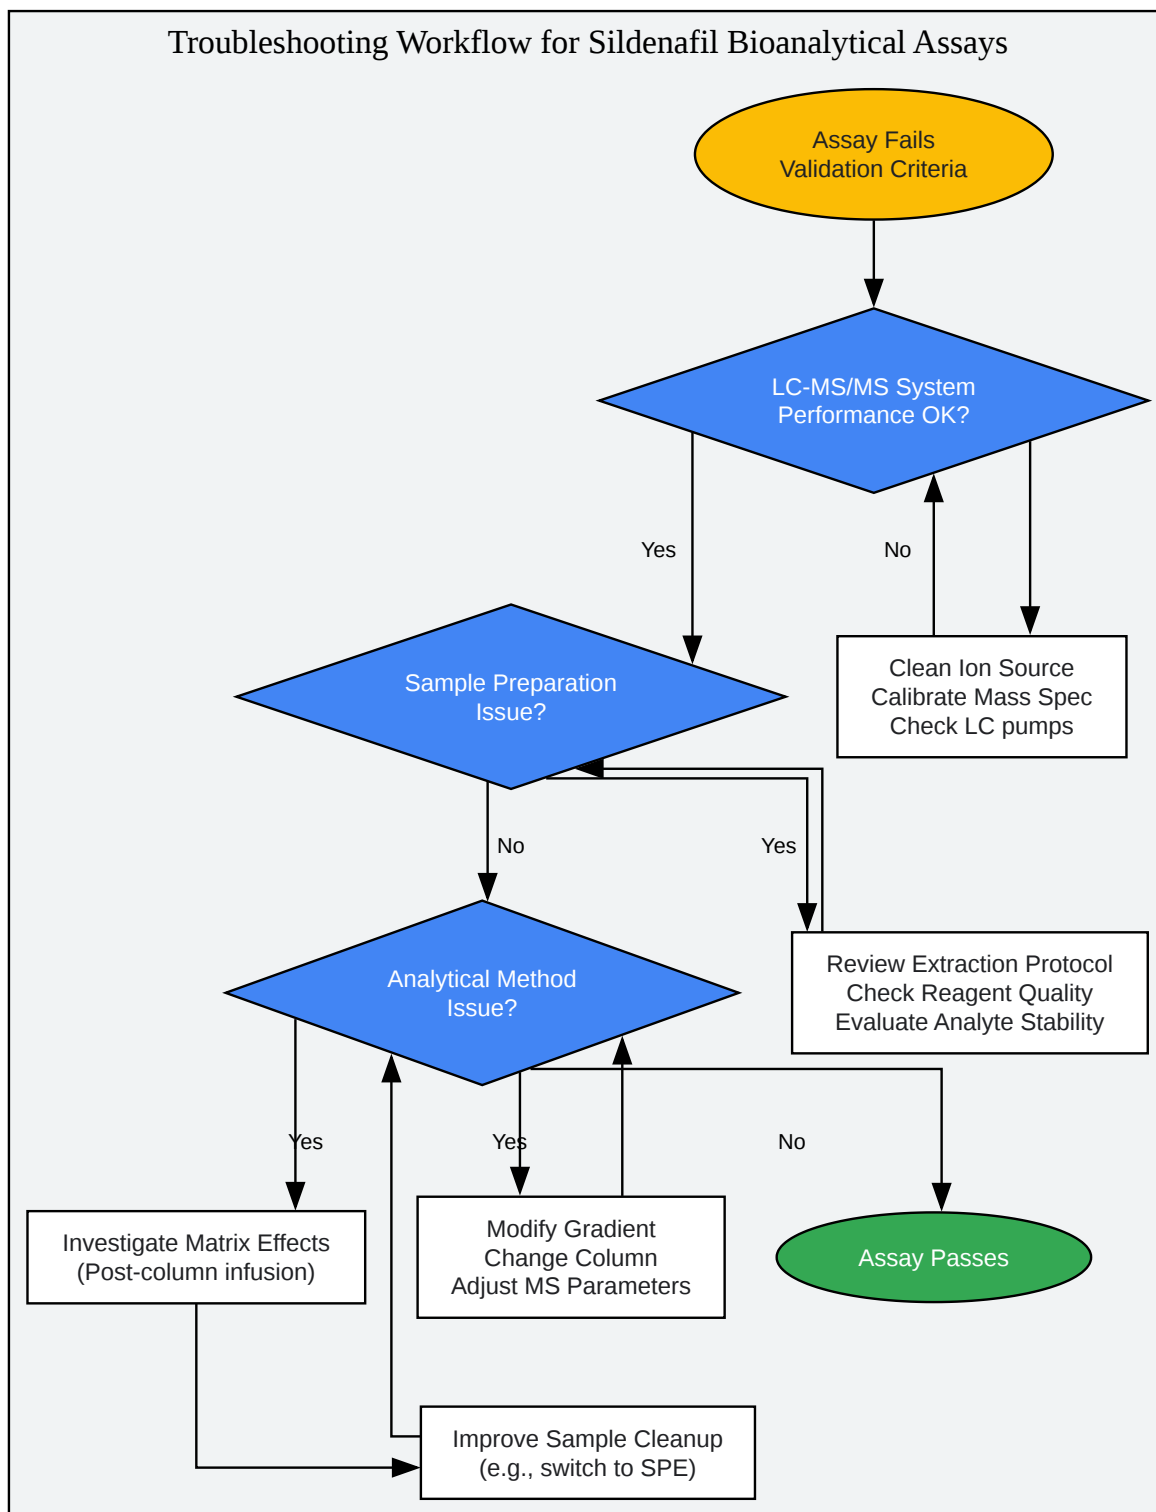 Troubleshooting Workflow for Sildenafil Bioanalytical Assays
Assay Fails
Validation Criteria
LC-MS/MS System
Performance OK?
Yes
No
Clean Ion Source
Calibrate Mass Spec
Check LC pumps
Sample Preparation
Issue?
No
Yes
Review Extraction Protocol
Check Reagent Quality
Evaluate Analyte Stability
Analytical Method
Issue?
Yes
Yes
No
Investigate Matrix Effects
(Post-column infusion)
Modify Gradient
Change Column
Adjust MS Parameters
Assay Passes
Improve Sample Cleanup
(e.g., switch to SPE)